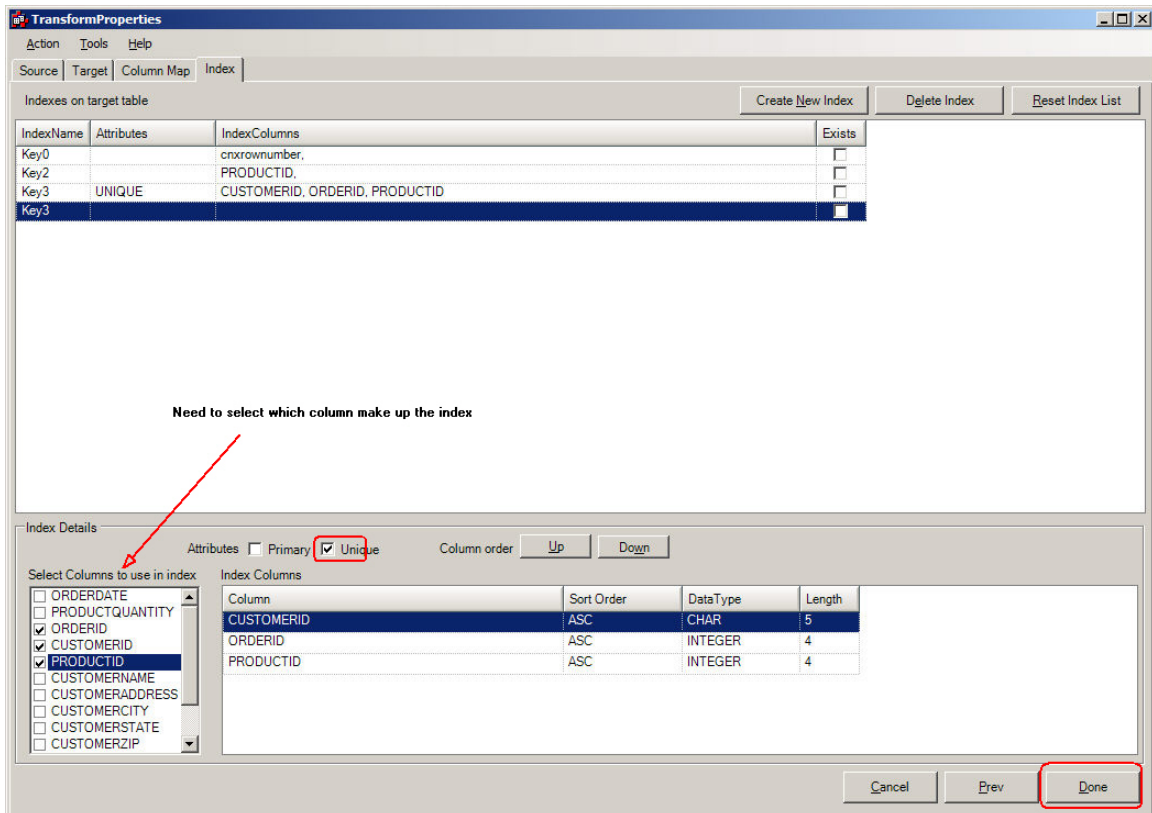 TransformProperties
Action Tools Help
Source Target Column Map Index
Indexes on target table Create New Index Delete Index Reset Index List
IndexName Attributes IndexColumns Exists
Key0 cnxrownumber,
Key2 PRODUCTID,
Key3 UNIQUE CUSTOMERID, ORDERID, PRODUCTID
Key3
Need to select which column make up the index
Index Details
Attributes Primary Unique Column order Up Down
Select Columns to use in index Index Columns
ORDERDATE
PRODUCTQUANTITY
ORDERID
CUSTOMERID
PRODUCTID
CUSTOMERNAME
CUSTOMERADDRESS
CUSTOMERCITY
CUSTOMERSTATE
CUSTOMERZIP
Column Sort Order DataType Length
CUSTOMERID ASC CHAR 5
ORDERID ASC INTEGER 4
PRODUCTID ASC INTEGER 4
Cancel Prev Done